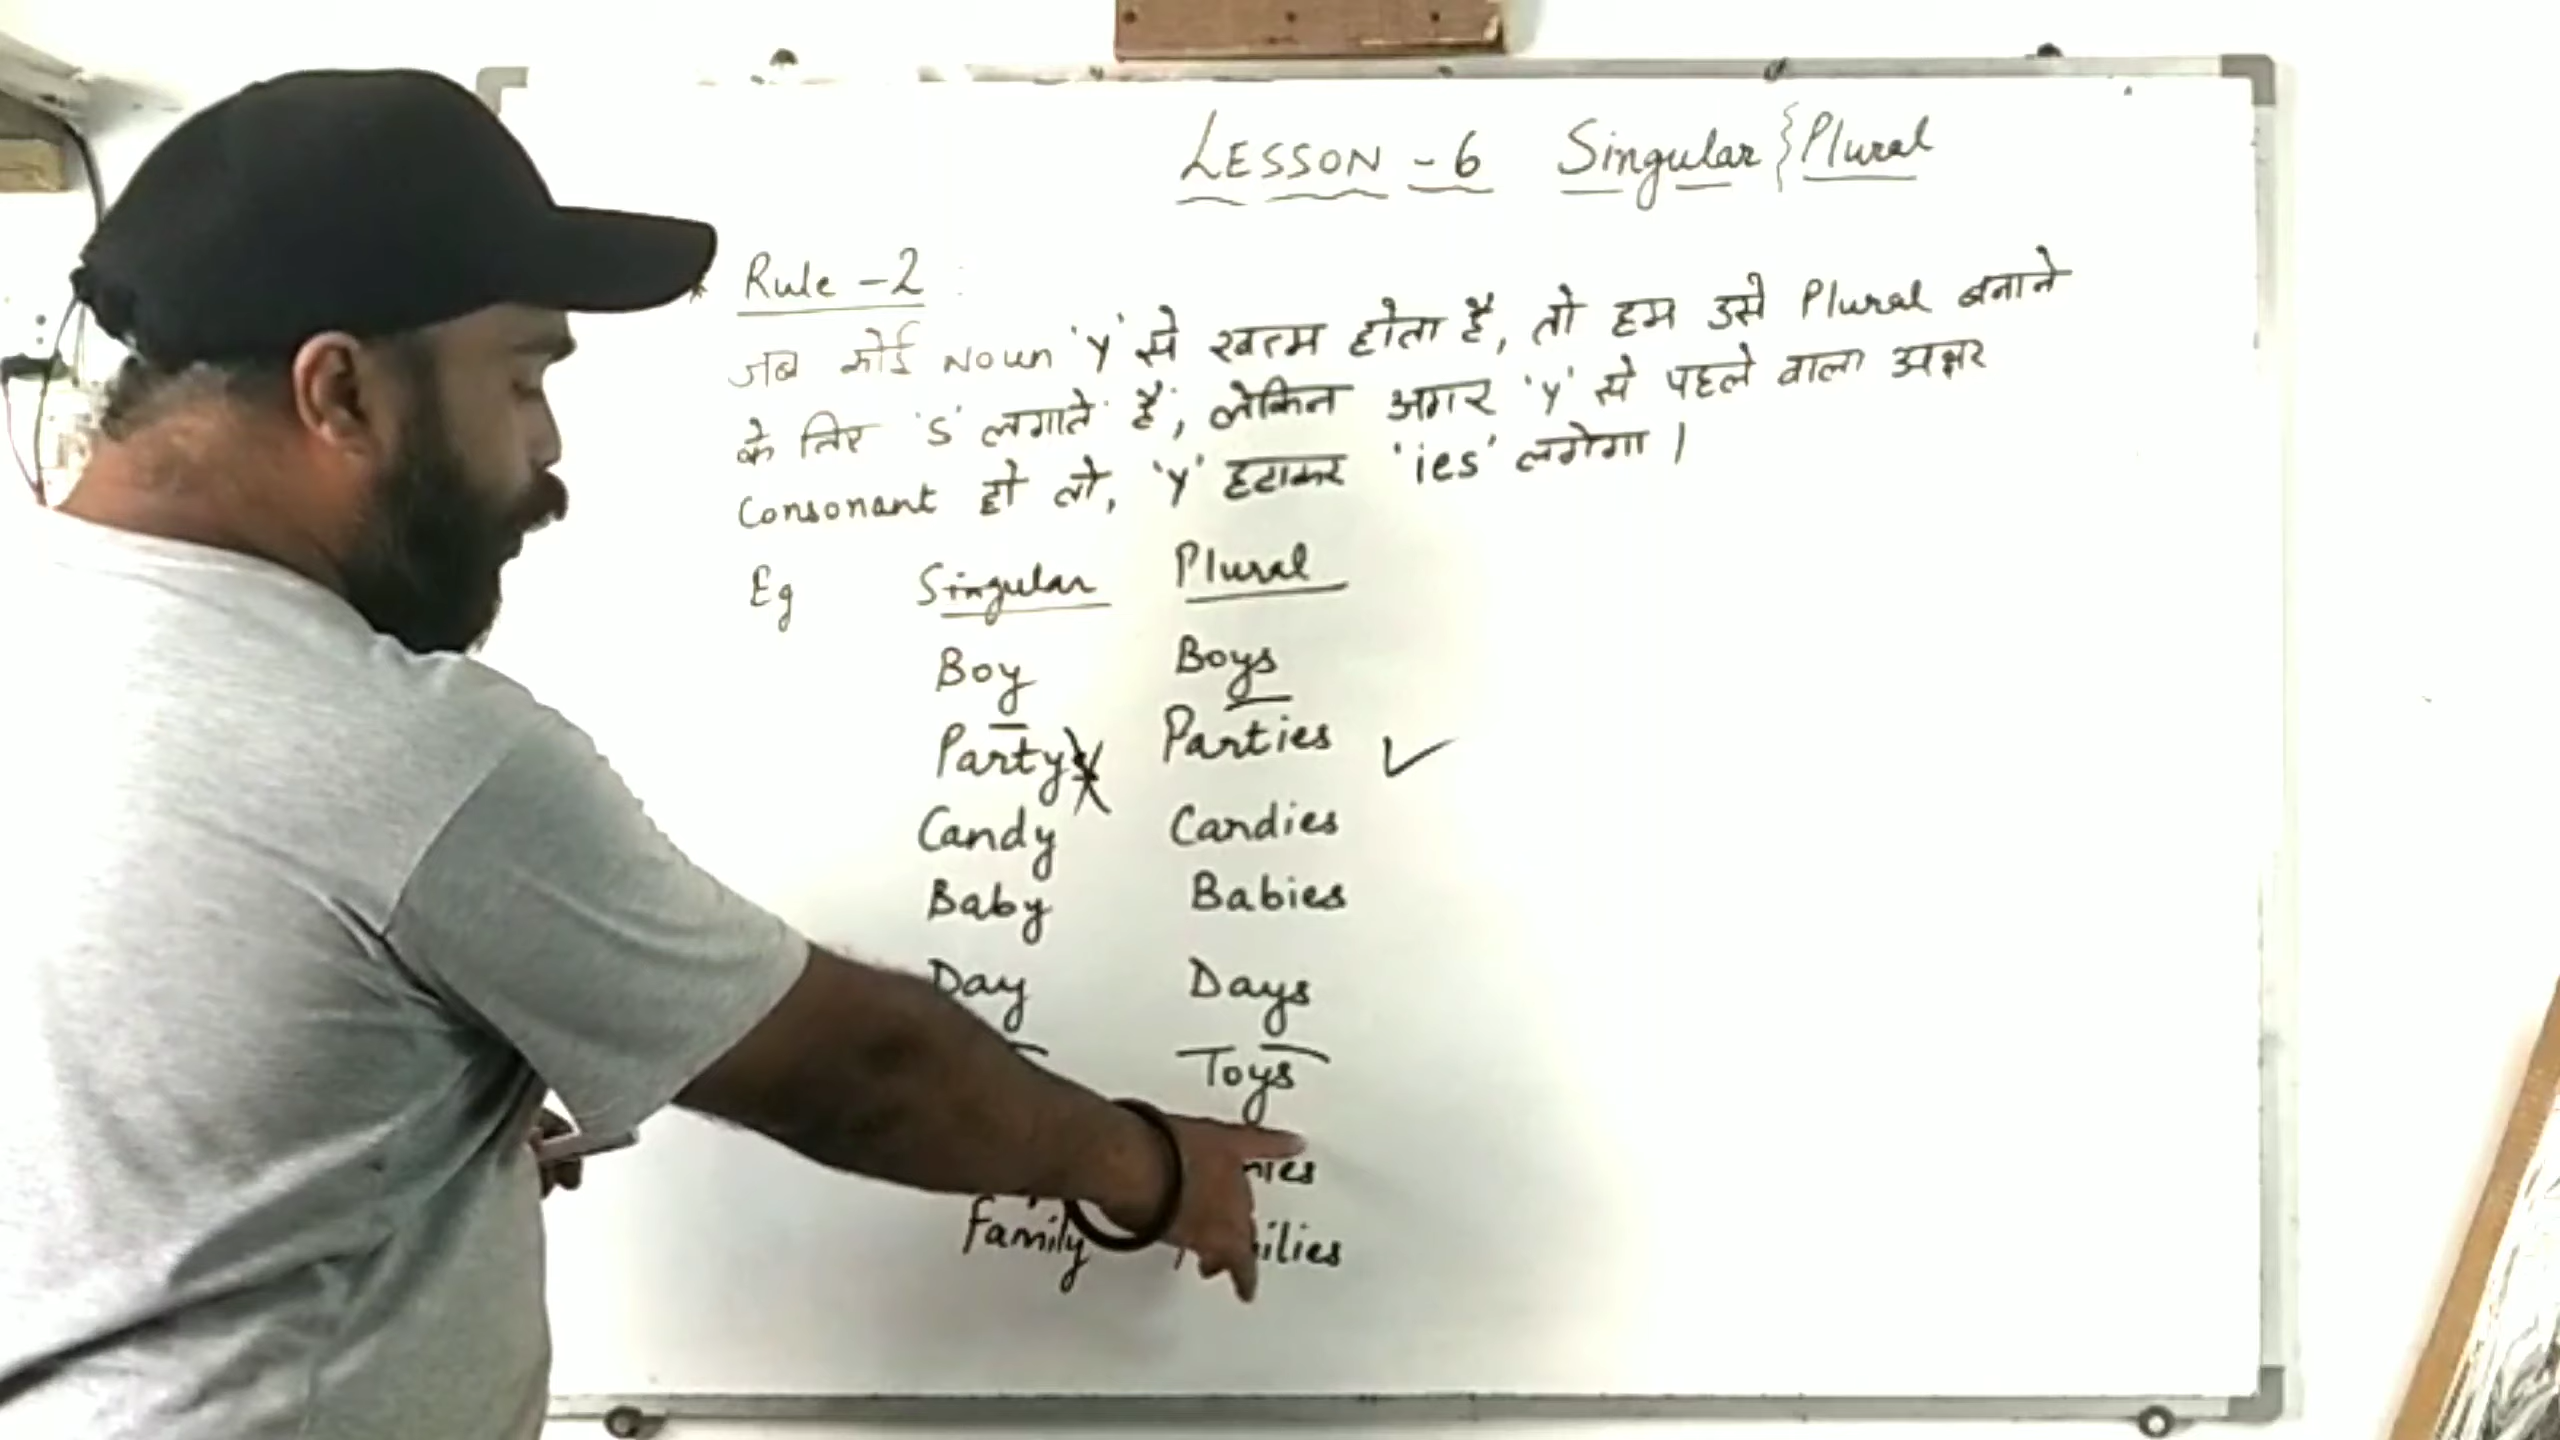 LESSON - 6 Singular } Plural
Rule - 2 :
जब कोई Noun 'Y' से खत्म होता है, तो हम उसे Plural बनाने
के लिए 'S' लगाते हैं, लेकिन अगर 'Y' से पहले वाला अक्षर
Consonant हो तो, 'Y' हटाकर 'ies' लगेगा।
Eg Singular Plural
Boy Boys
Party Parties ✓
Candy Candies
Baby Babies
Day Days
Toys
Family